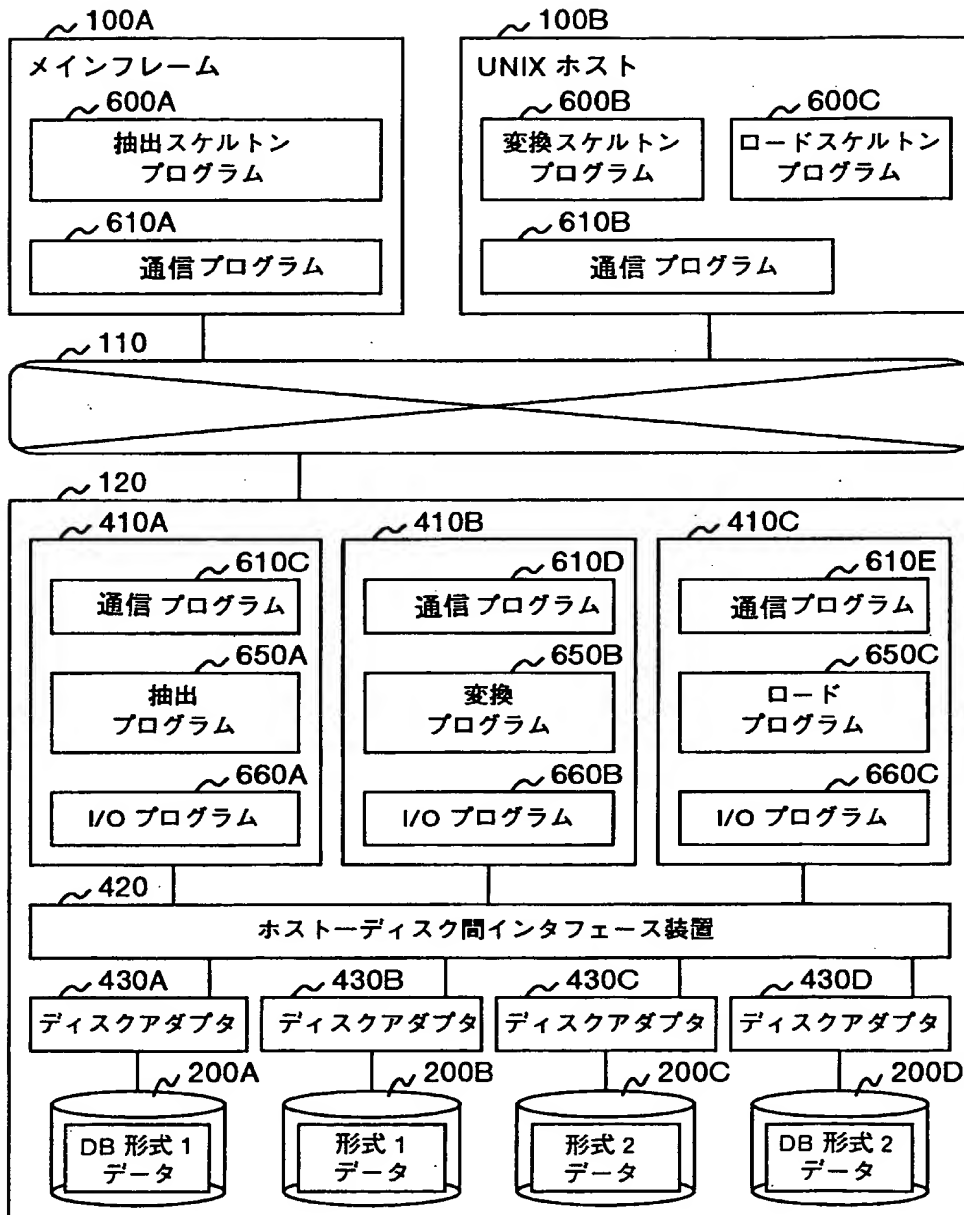 100A
100B
メインフレーム
UNIX ホスト
600A
600B
600C
抽出スケルトン
プログラム
変換スケルトン
プログラム
ロードスケルトン
プログラム
610A
610B
通信プログラム
通信プログラム
110
120
410A
410B
410C
610C
610D
610E
通信プログラム
通信プログラム
通信プログラム
650A
650B
650C
抽出
プログラム
変換
プログラム
ロード
プログラム
660A
660B
660C
I/O プログラム
I/O プログラム
I/O プログラム
420
ホストーディスク間インタフェース装置
430A
430B
430C
430D
ディスクアダプタ
ディスクアダプタ
ディスクアダプタ
ディスクアダプタ
200A
200B
200C
200D
DB 形式 1
データ
形式 1
データ
形式 2
データ
DB 形式 2
データ